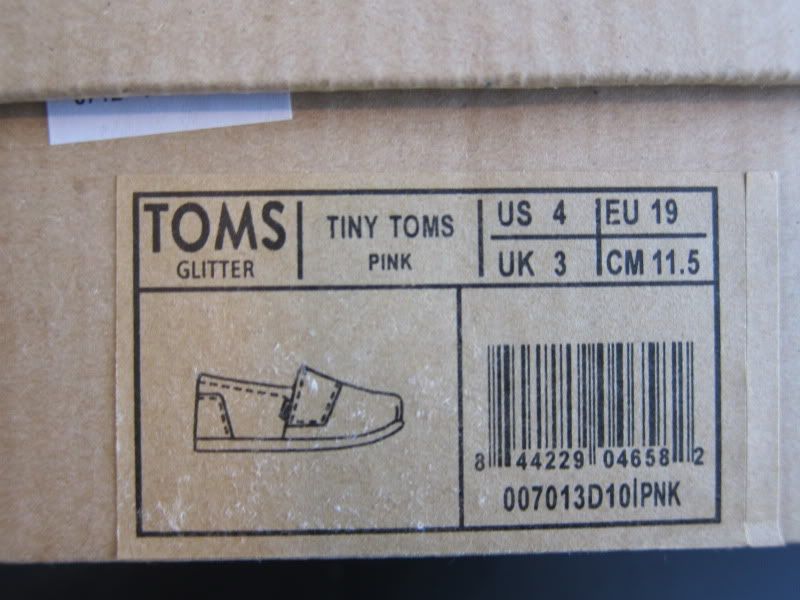 TOMS
GLITTER
TINY TOMS
PINK
US 4
EU 19
UK 3
CM 11.5
8 44229 04658 2
007013D10|PNK